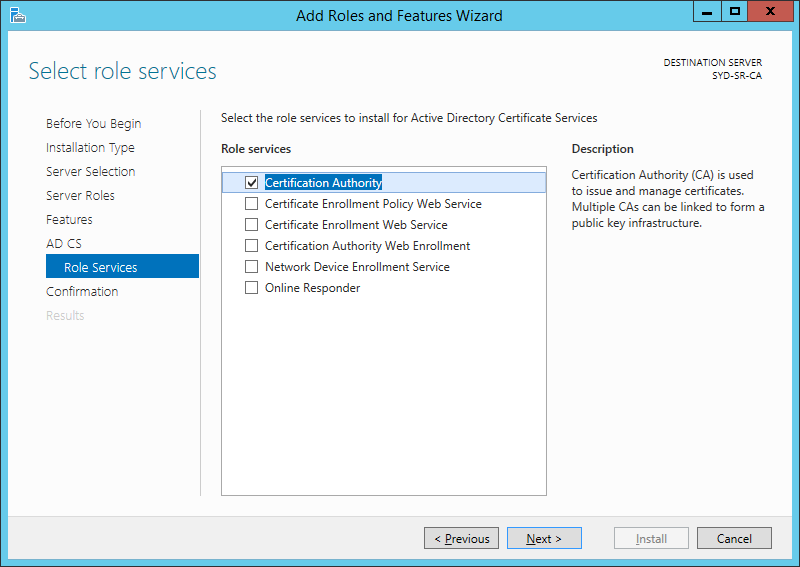 Add Roles and Features Wizard
Select role services
DESTINATION SERVER
SYD-SR-CA
Before You Begin
Installation Type
Server Selection
Server Roles
Features
AD CS
Role Services
Confirmation
Results
Select the role services to install for Active Directory Certificate Services
Role services
Certification Authority
Certificate Enrollment Policy Web Service
Certificate Enrollment Web Service
Certification Authority Web Enrollment
Network Device Enrollment Service
Online Responder
Description
Certification Authority (CA) is used
to issue and manage certificates.
Multiple CAs can be linked to form a
public key infrastructure.
< Previous
Next >
Install
Cancel